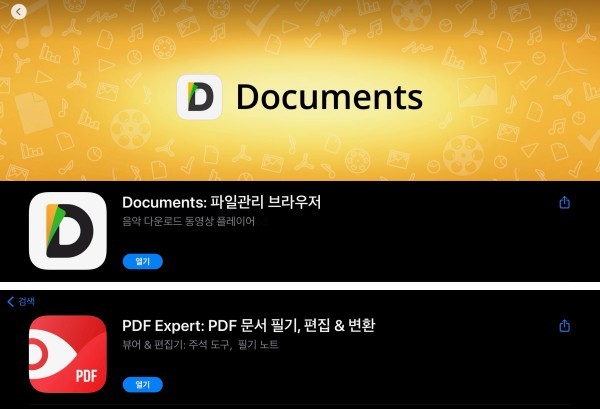 Documents
Documents: 파일관리 브라우저
음악 다운로드 동영상 플레이어
열기
검색
PDF Expert: PDF 문서 필기, 편집 & 변환
뷰어 & 편집기: 주석 도구, 필기 노트
PDF
열기